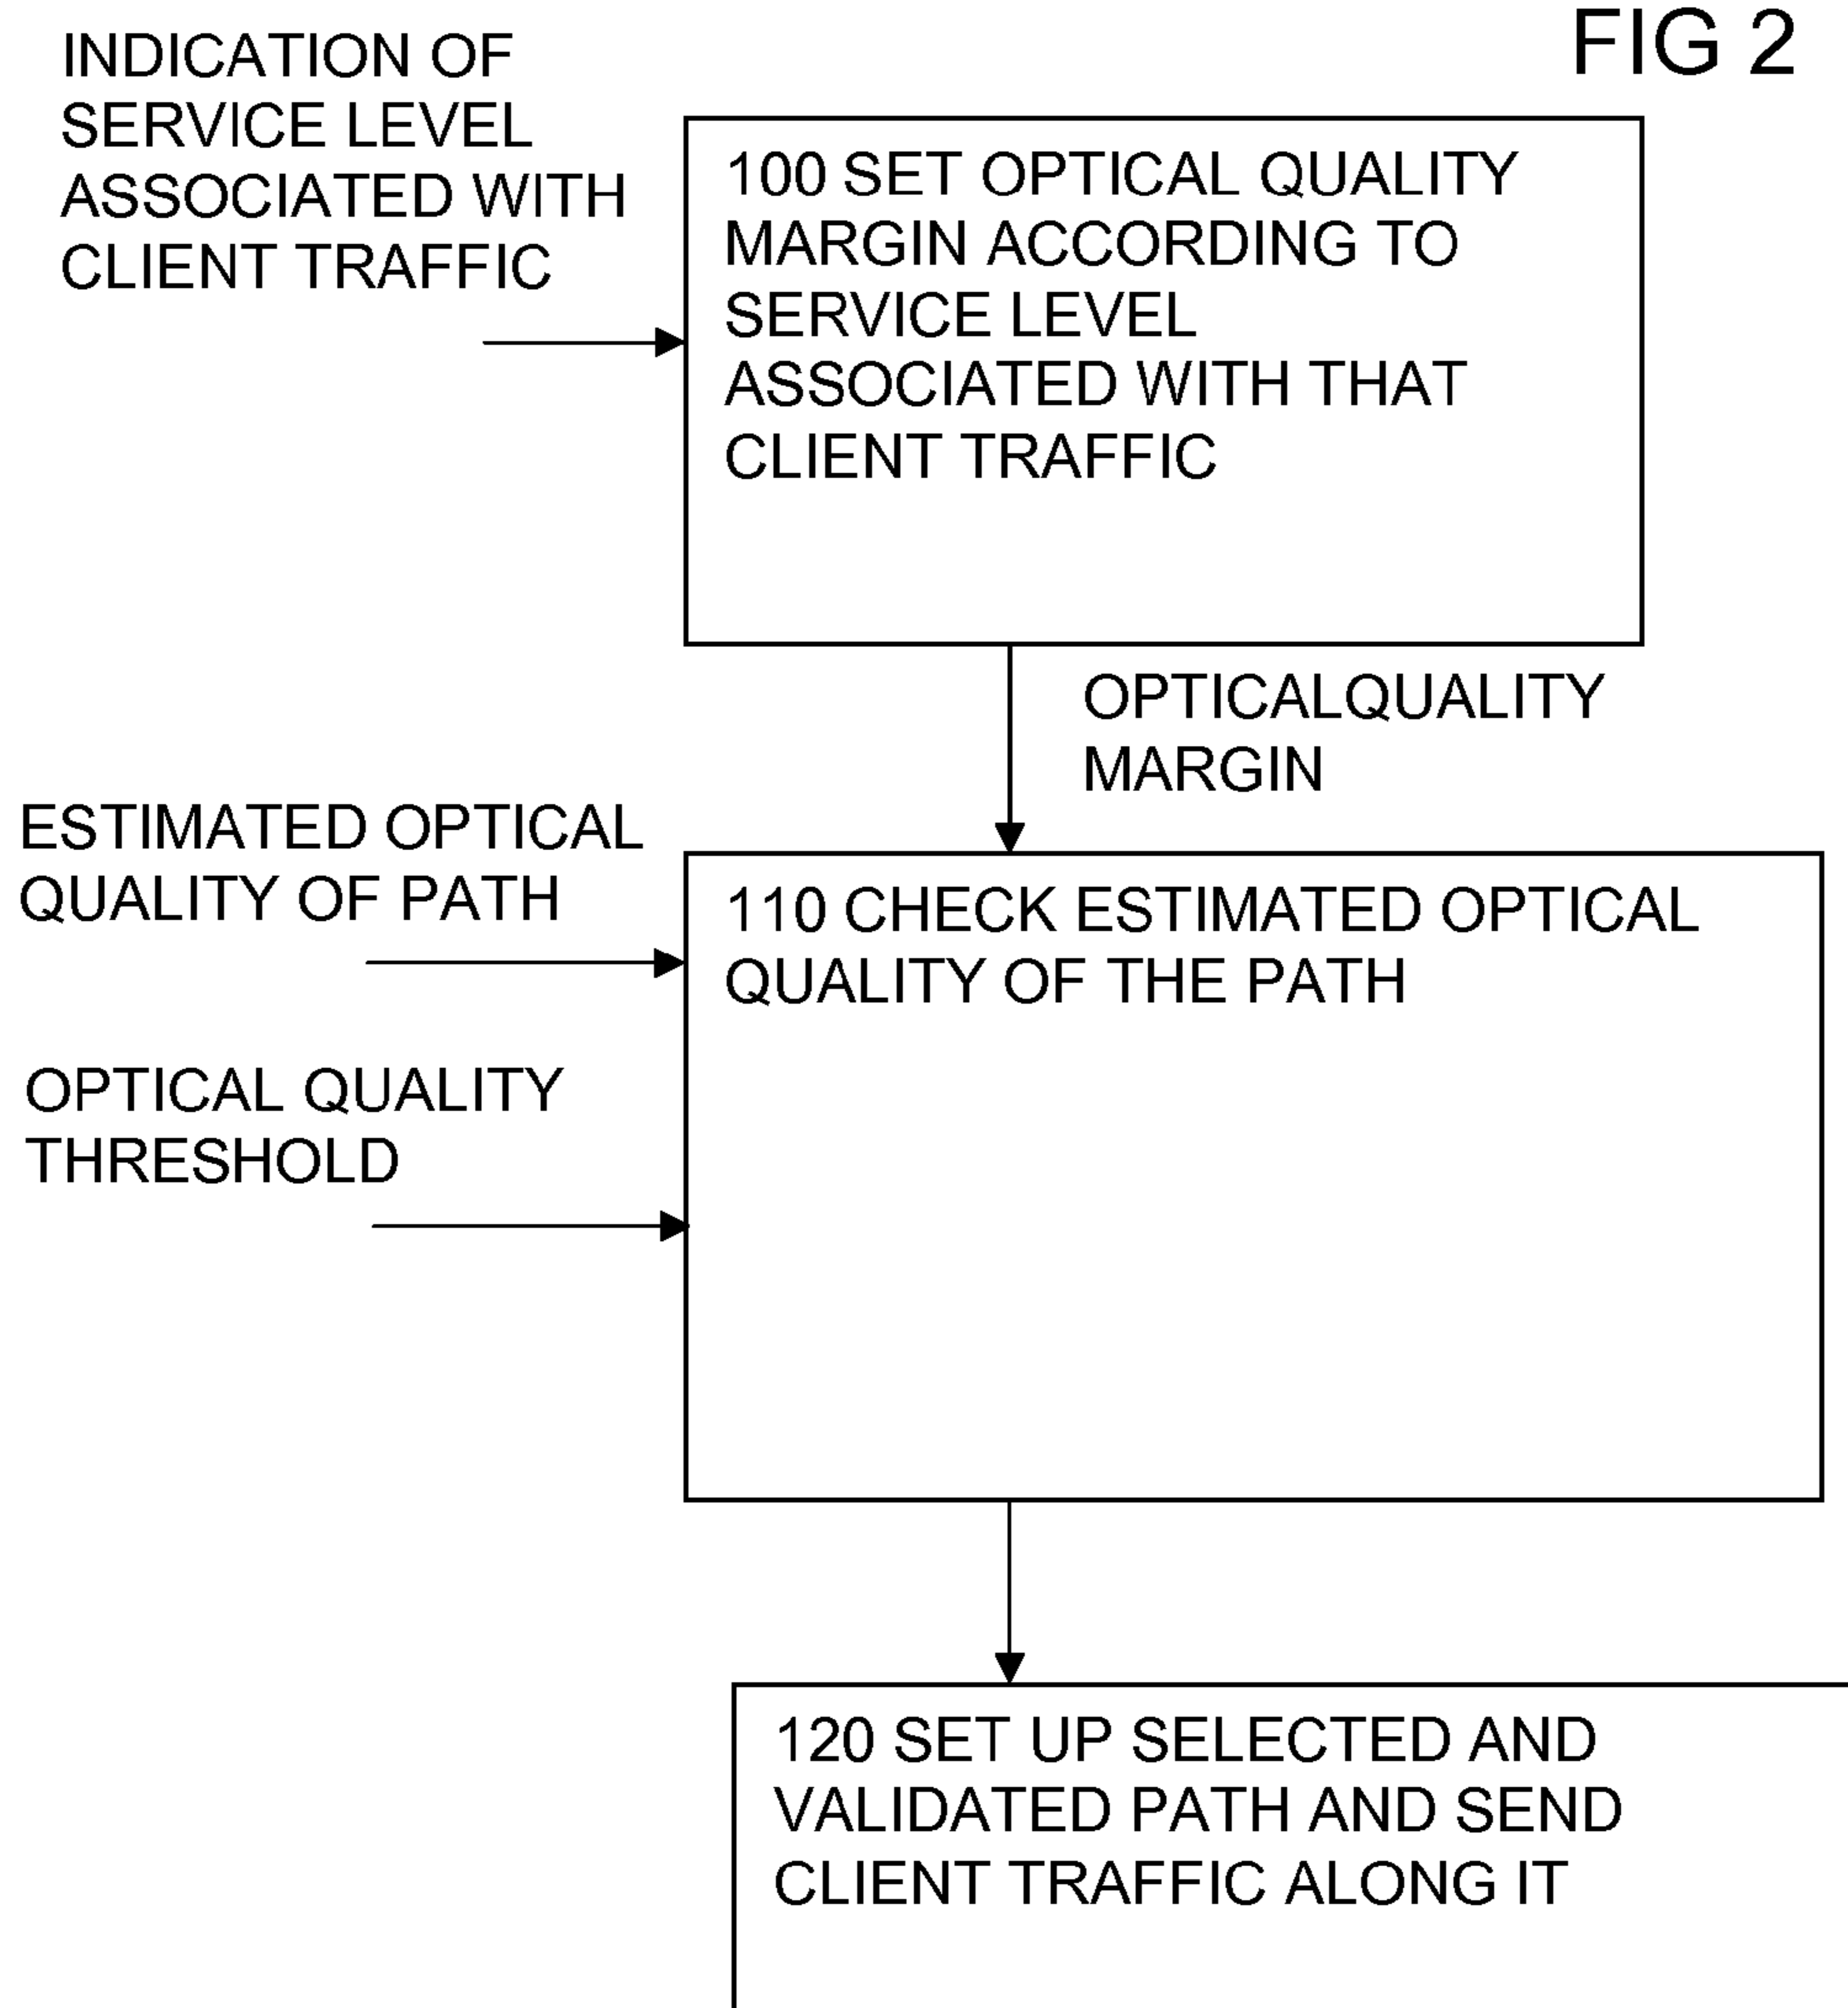 FIG 2
INDICATION OF
SERVICE LEVEL
ASSOCIATED WITH
CLIENT TRAFFIC
100 SET OPTICAL QUALITY
MARGIN ACCORDING TO
SERVICE LEVEL
ASSOCIATED WITH THAT
CLIENT TRAFFIC
OPTICALQUALITY
MARGIN
ESTIMATED OPTICAL
QUALITY OF PATH
110 CHECK ESTIMATED OPTICAL
QUALITY OF THE PATH
OPTICAL QUALITY
THRESHOLD
120 SET UP SELECTED AND
VALIDATED PATH AND SEND
CLIENT TRAFFIC ALONG IT